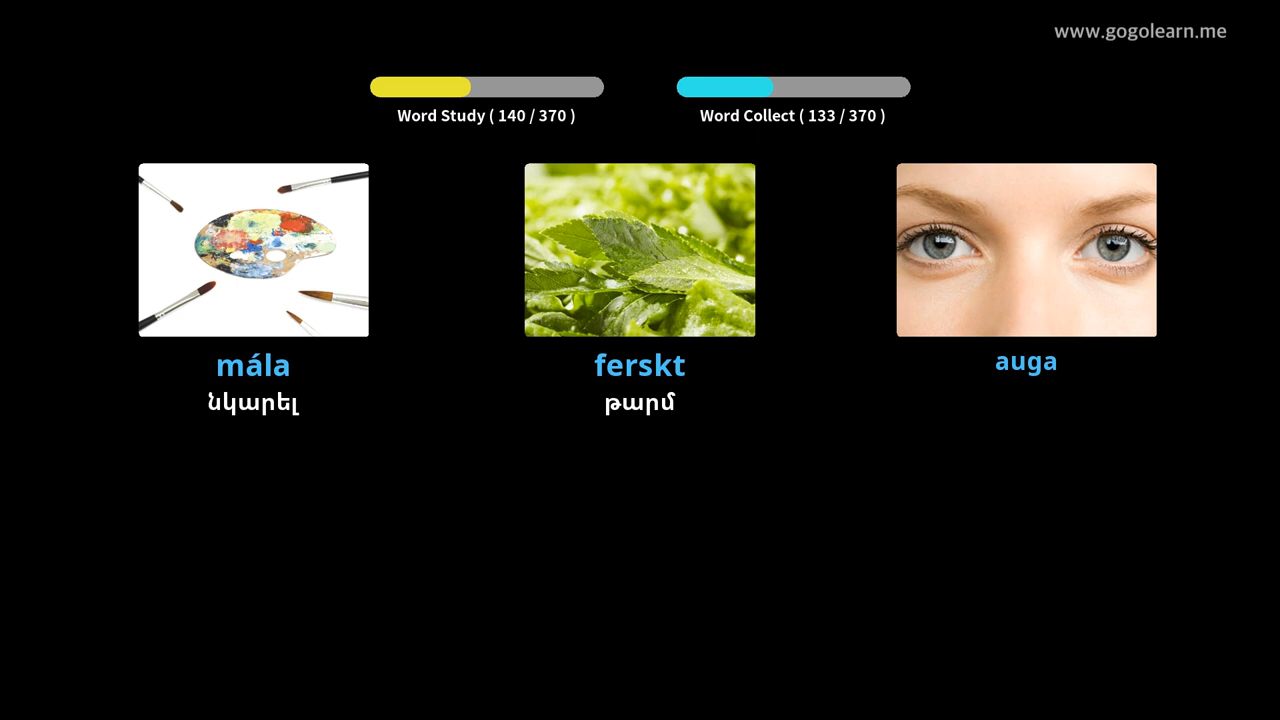 www.gogolearn.me
Word Study ( 140 / 370 )
Word Collect ( 133 / 370 )
mála
նկարել
ferskt
թարմ
auga